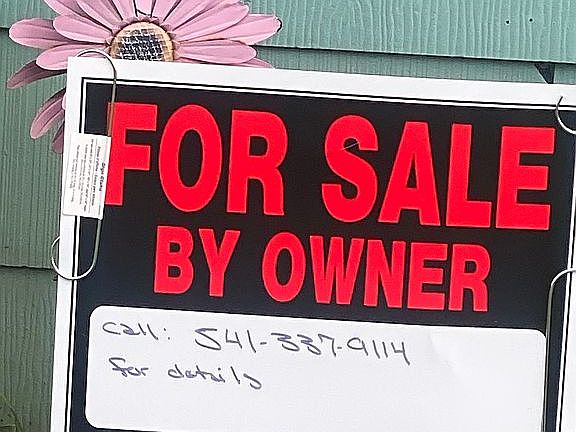 FOR SALE
BY OWNER
call: 541-337-9114
for details